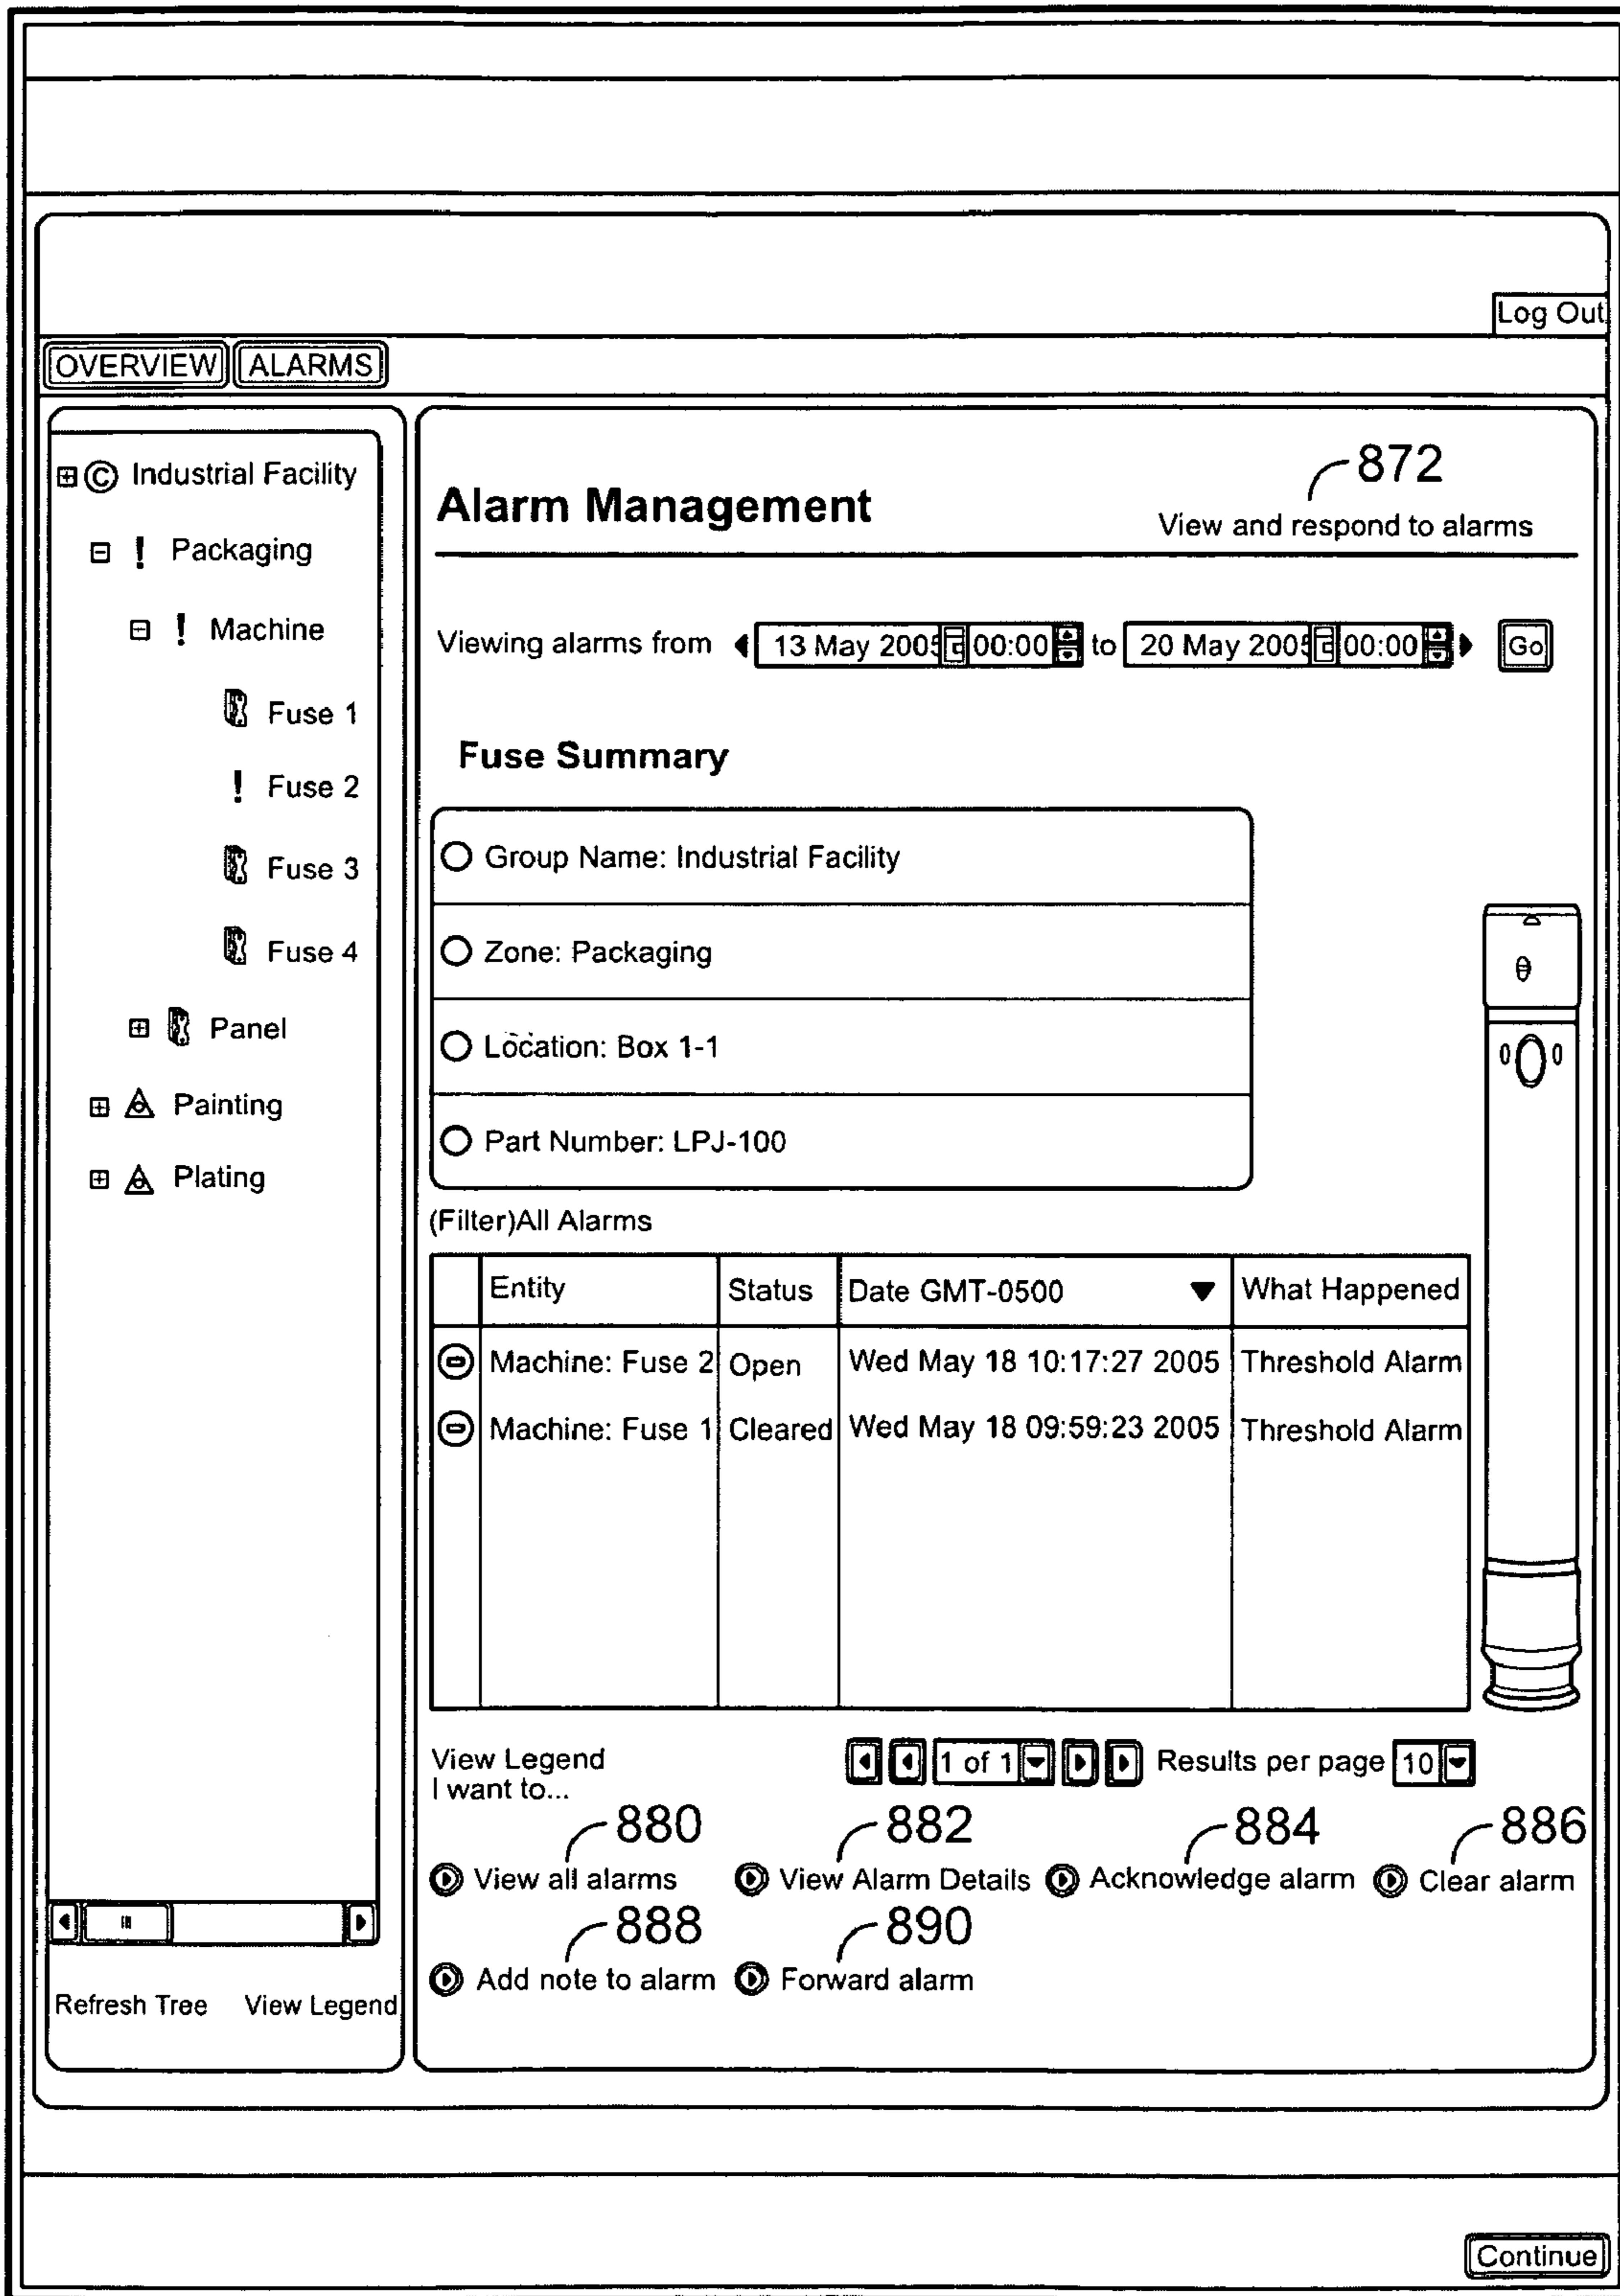 Log Out
OVERVIEW ALARMS
Industrial Facility
! Packaging
! Machine
Fuse 1
! Fuse 2
Fuse 3
Fuse 4
Panel
Painting
Plating
Refresh Tree View Legend
872
Alarm Management
View and respond to alarms
Viewing alarms from 13 May 2005 00:00 to 20 May 2005 00:00 Go
Fuse Summary
Group Name: Industrial Facility
Zone: Packaging
Location: Box 1-1
Part Number: LPJ-100
(Filter)All Alarms
Entity Status Date GMT-0500 What Happened
Machine: Fuse 2 Open Wed May 18 10:17:27 2005 Threshold Alarm
Machine: Fuse 1 Cleared Wed May 18 09:59:23 2005 Threshold Alarm
View Legend 1 of 1 Results per page 10
I want to...
880 882 884 886
View all alarms View Alarm Details Acknowledge alarm Clear alarm
888 890
Add note to alarm Forward alarm
Continue